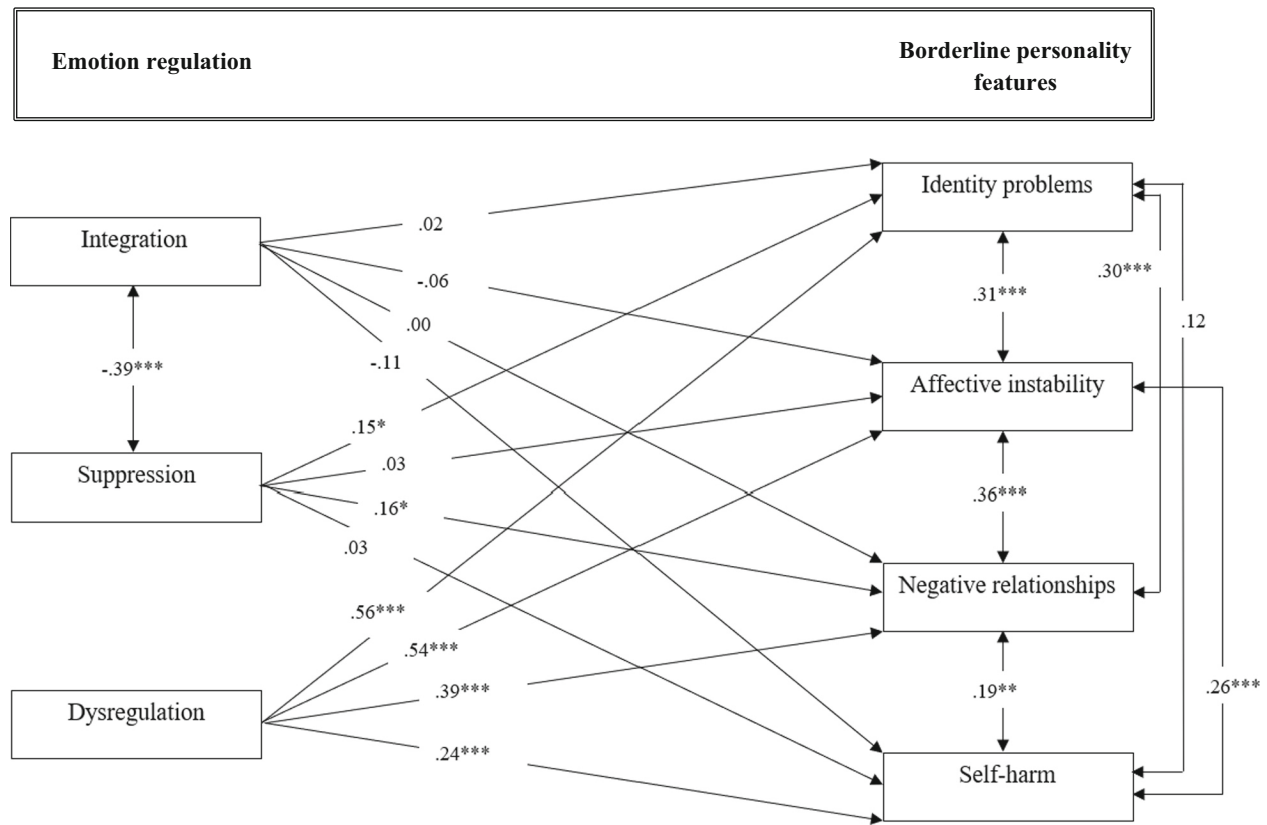 Emotion regulation
Borderline personality
features
Identity problems
.02
Integration
-.06
.30***
.31***
.00
.12
-.11
-.39***
Affective instability
.15*
.03
Suppression
.36***
.16*
.03
Negative relationships
.56***
.54***
.39***
.19**
.26***
Dysregulation
.24***
Self-harm